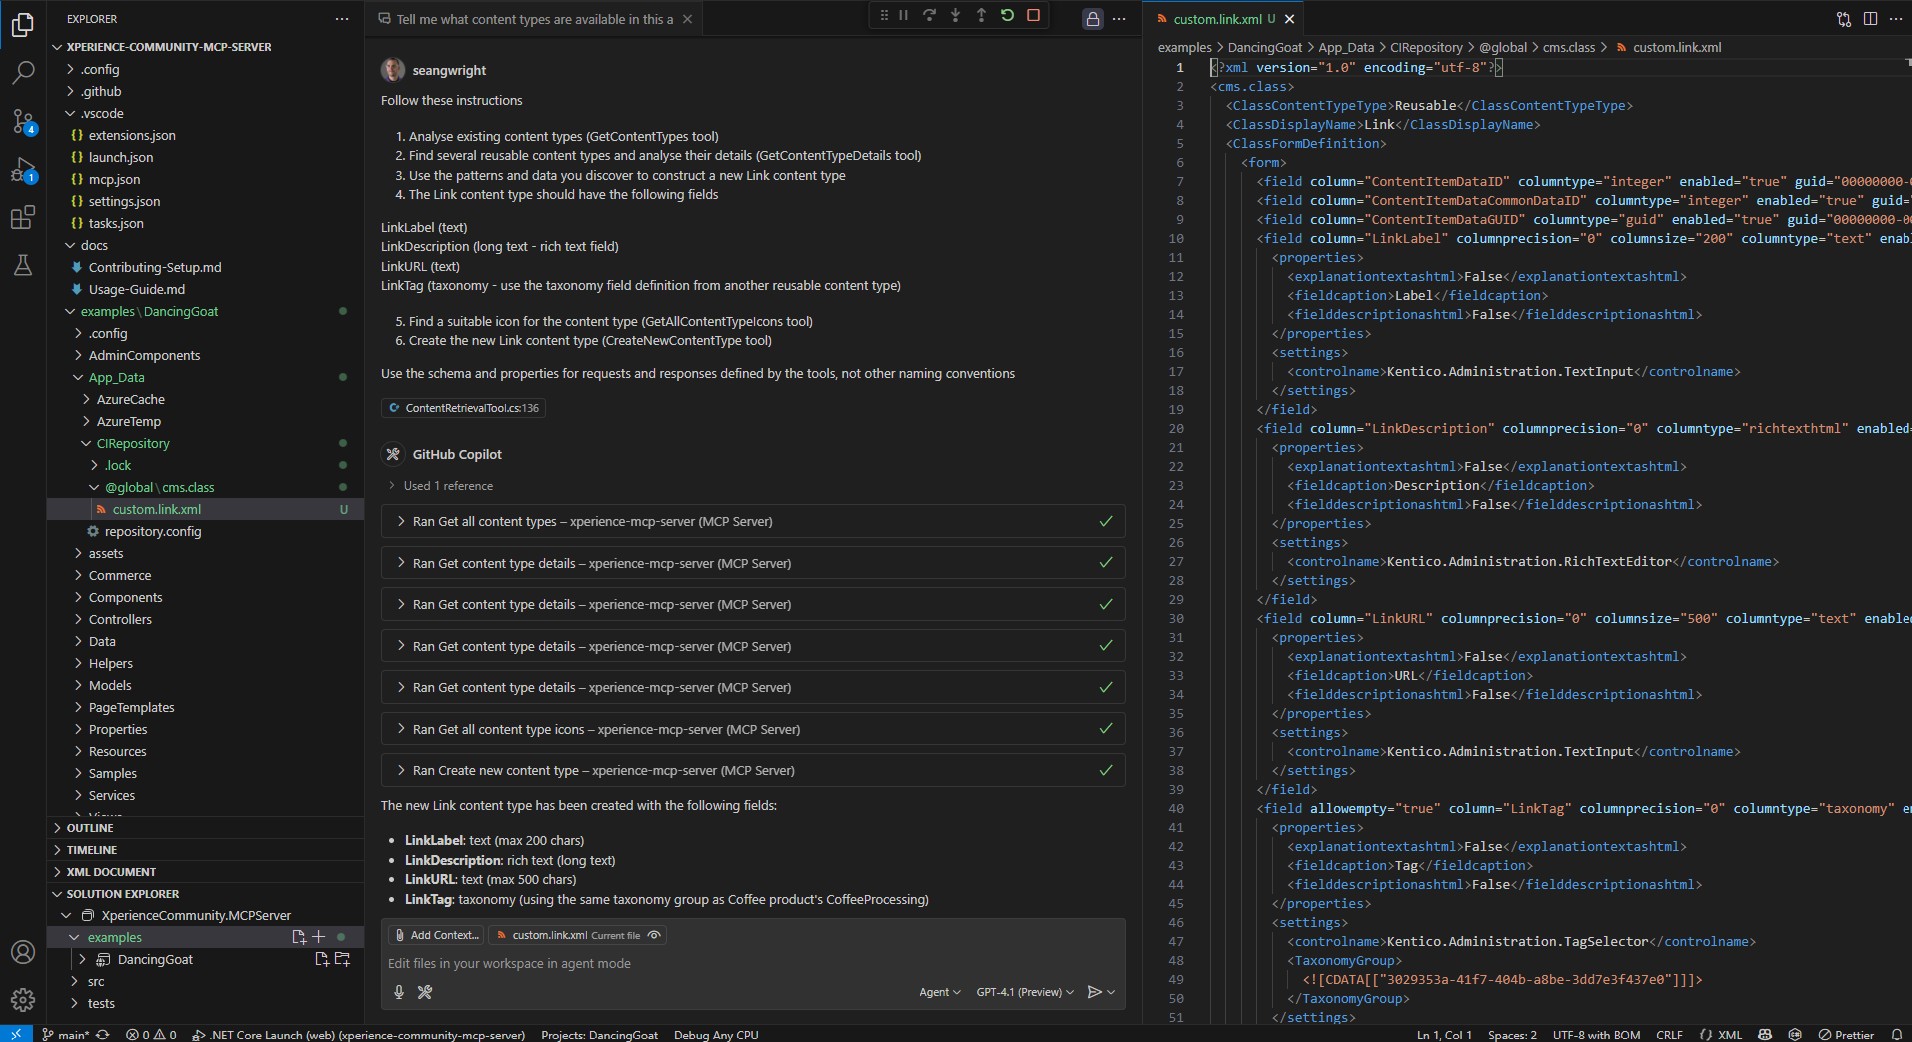 EXPLORER
XPERIENCE-COMMUNITY-MCP-SERVER
.config
.github
.vscode
extensions.json
launch.json
mcp.json
settings.json
tasks.json
docs
Contributing-Setup.md
Usage-Guide.md
examples\DancingGoat
.config
AdminComponents
App_Data
AzureCache
AzureTemp
CIRepository
.lock
@global\cms.class
custom.link.xml U
repository.config
assets
Commerce
Components
Controllers
Data
Helpers
Models
PageTemplates
Properties
Resources
Samples
Services
OUTLINE
TIMELINE
XML DOCUMENT
SOLUTION EXPLORER
XperienceCommunity.MCPServer
examples
DancingGoat
src
tests
4
1
Tell me what content types are available in this a
seangwright
Follow these instructions
1. Analyse existing content types (GetContentTypes tool)
2. Find several reusable content types and analyse their details (GetContentTypeDetails tool)
3. Use the patterns and data you discover to construct a new Link content type
4. The Link content type should have the following fields
LinkLabel (text)
LinkDescription (long text - rich text field)
LinkURL (text)
LinkTag (taxonomy - use the taxonomy field definition from another reusable content type)
5. Find a suitable icon for the content type (GetAllContentTypeIcons tool)
6. Create the new Link content type (CreateNewContentType tool)
Use the schema and properties for requests and responses defined by the tools, not other naming conventions
ContentRetrievalTool.cs:136
GitHub Copilot
Used 1 reference
Ran Get all content types – xperience-mcp-server (MCP Server)
Ran Get content type details – xperience-mcp-server (MCP Server)
Ran Get content type details – xperience-mcp-server (MCP Server)
Ran Get content type details – xperience-mcp-server (MCP Server)
Ran Get content type details – xperience-mcp-server (MCP Server)
Ran Get all content type icons – xperience-mcp-server (MCP Server)
Ran Create new content type – xperience-mcp-server (MCP Server)
The new Link content type has been created with the following fields:
• LinkLabel: text (max 200 chars)
• LinkDescription: rich text (long text)
• LinkURL: text (max 500 chars)
• LinkTag: taxonomy (using the same taxonomy group as Coffee product's CoffeeProcessing)
Add Context... custom.link.xml Current file
Edit files in your workspace in agent mode
Agent GPT-4.1 (Preview)
custom.link.xml U
examples > DancingGoat > App_Data > CIRepository > @global > cms.class > custom.link.xml
1 <?xml version="1.0" encoding="utf-8"?>
2 <cms.class>
3 <ClassContentTypeType>Reusable</ClassContentTypeType>
4 <ClassDisplayName>Link</ClassDisplayName>
5 <ClassFormDefinition>
6 <form>
7 <field column="ContentItemDataID" columntype="integer" enabled="true" guid="00000000-0
8 <field column="ContentItemDataCommonDataID" columntype="integer" enabled="true" guid="
9 <field column="ContentItemDataGUID" columntype="guid" enabled="true" guid="00000000-00
10 <field column="LinkLabel" columnprecision="0" columnsize="200" columntype="text" enabl
11 <properties>
12 <explanationtextashtml>False</explanationtextashtml>
13 <fieldcaption>Label</fieldcaption>
14 <fielddescriptionashtml>False</fielddescriptionashtml>
15 </properties>
16 <settings>
17 <controlname>Kentico.Administration.TextInput</controlname>
18 </settings>
19 </field>
20 <field column="LinkDescription" columnprecision="0" columntype="richtexthtml" enabled=
21 <properties>
22 <explanationtextashtml>False</explanationtextashtml>
23 <fieldcaption>Description</fieldcaption>
24 <fielddescriptionashtml>False</fielddescriptionashtml>
25 </properties>
26 <settings>
27 <controlname>Kentico.Administration.RichTextEditor</controlname>
28 </settings>
29 </field>
30 <field column="LinkURL" columnprecision="0" columnsize="500" columntype="text" enable
31 <properties>
32 <explanationtextashtml>False</explanationtextashtml>
33 <fieldcaption>URL</fieldcaption>
34 <fielddescriptionashtml>False</fielddescriptionashtml>
35 </properties>
36 <settings>
37 <controlname>Kentico.Administration.TextInput</controlname>
38 </settings>
39 </field>
40 <field allowempty="true" column="LinkTag" columnprecision="0" columntype="taxonomy" e
41 <properties>
42 <explanationtextashtml>False</explanationtextashtml>
43 <fieldcaption>Tag</fieldcaption>
44 <fielddescriptionashtml>False</fielddescriptionashtml>
45 </properties>
46 <settings>
47 <controlname>Kentico.Administration.TagSelector</controlname>
48 <TaxonomyGroup>
49 <![CDATA[["3029353a-41f7-404b-a8be-3dd7e3f437e0"]]]>
50 </TaxonomyGroup>
51 </settings>
main* 0 0 .NET Core Launch (web) (xperience-community-mcp-server) Projects: DancingGoat Debug Any CPU Ln 1, Col 1 Spaces: 2 UTF-8 with BOM CRLF XML Prettier